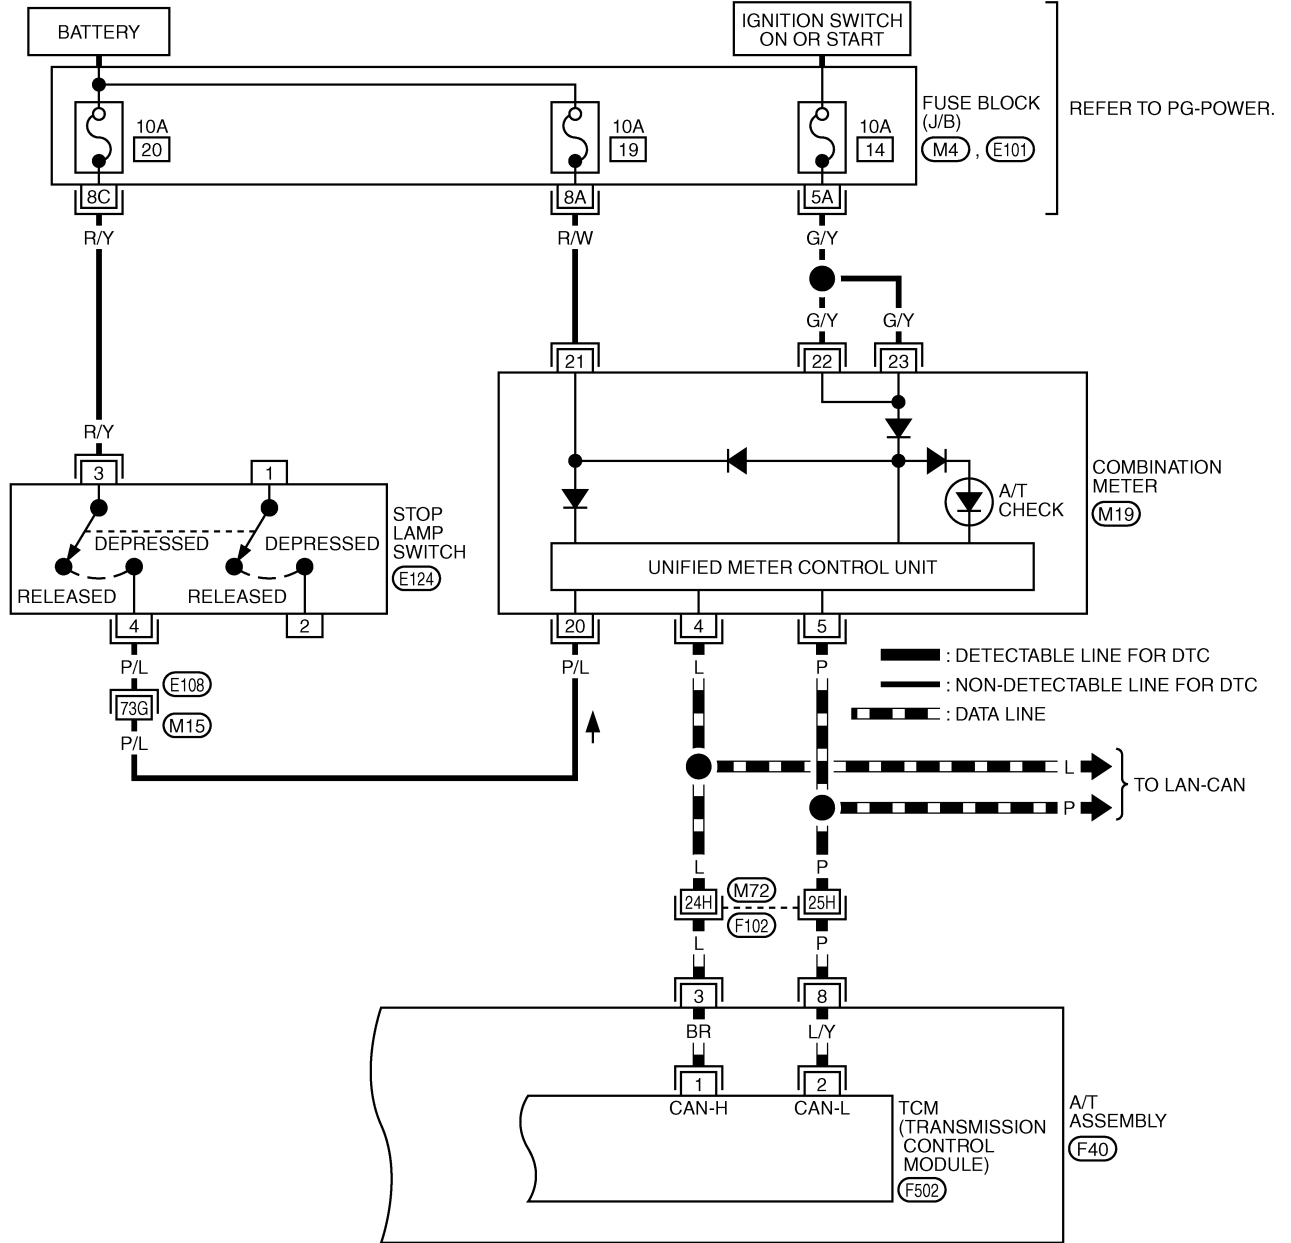 BATTERY
IGNITION SWITCH
ON OR START
FUSE BLOCK
(J/B)
M4 , E101
REFER TO PG-POWER.
10A
20
10A
19
10A
14
8C
8A
5A
R/Y
R/W
G/Y
G/Y
G/Y
21
22
23
R/Y
3
1
DEPRESSED
DEPRESSED
RELEASED
RELEASED
STOP
LAMP
SWITCH
E124
A/T
CHECK
COMBINATION
METER
M19
UNIFIED METER CONTROL UNIT
4
2
20
4
5
P/L
E108
73G
M15
P/L
P/L
L
P
: DETECTABLE LINE FOR DTC
: NON-DETECTABLE LINE FOR DTC
: DATA LINE
L
P
TO LAN-CAN
L
P
24H
M72
F102
25H
L
P
3
8
BR
L/Y
1
2
CAN-H
CAN-L
TCM
(TRANSMISSION
CONTROL
MODULE)
F502
A/T
ASSEMBLY
F40